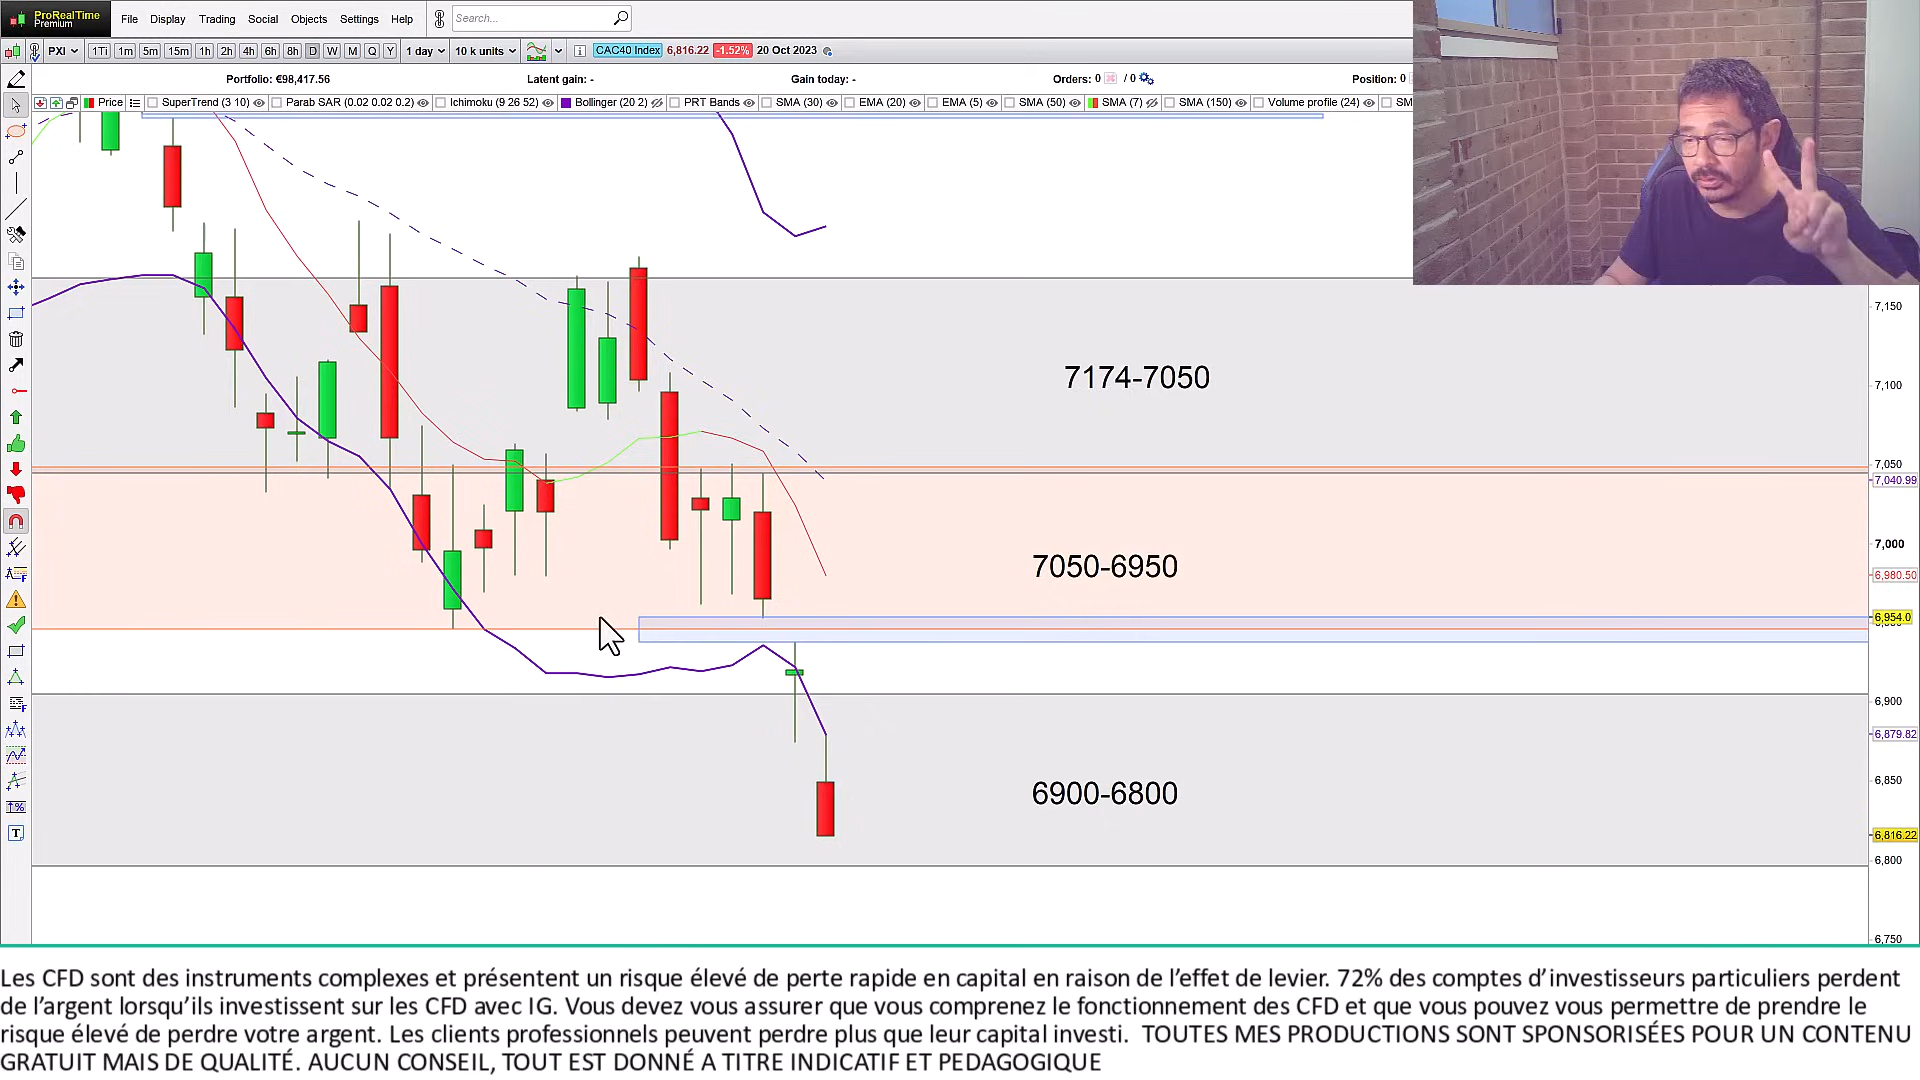 ProRealTime
Premium
File Display Trading Social Objects Settings Help Search...
PXI 1Ti 1m 5m 15m 1h 2h 4h 6h 8h D W M Q Y 1 day 10 k units CAC40 Index 6,816.22 -1.52% 20 Oct 2023
Portfolio: €98,417.56 Latent gain: - Gain today: - Orders: 0 / 0 Position: 0
Price SuperTrend (3 10) Parab SAR (0.02 0.02 0.2) Ichimoku (9 26 52) Bollinger (20 2) PRT Bands SMA (30) EMA (20) EMA (5) SMA (50) SMA (7) SMA (150) Volume profile (24) SM
7,150
7174-7050
7,100
7,050
7,040.99
7,000
7050-6950
6,980.50
6,954.0
6,900
6,879.82
6900-6800
6,850
6,816.22
6,800
6,750
Les CFD sont des instruments complexes et présentent un risque élevé de perte rapide en capital en raison de l’effet de levier. 72% des comptes d’investisseurs particuliers perdent
de l’argent lorsqu’ils investissent sur les CFD avec IG. Vous devez vous assurer que vous comprenez le fonctionnement des CFD et que vous pouvez vous permettre de prendre le
risque élevé de perdre votre argent. Les clients professionnels peuvent perdre plus que leur capital investi. TOUTES MES PRODUCTIONS SONT SPONSORISÉES POUR UN CONTENU
GRATUIT MAIS DE QUALITÉ. AUCUN CONSEIL, TOUT EST DONNÉ A TITRE INDICATIF ET PEDAGOGIQUE